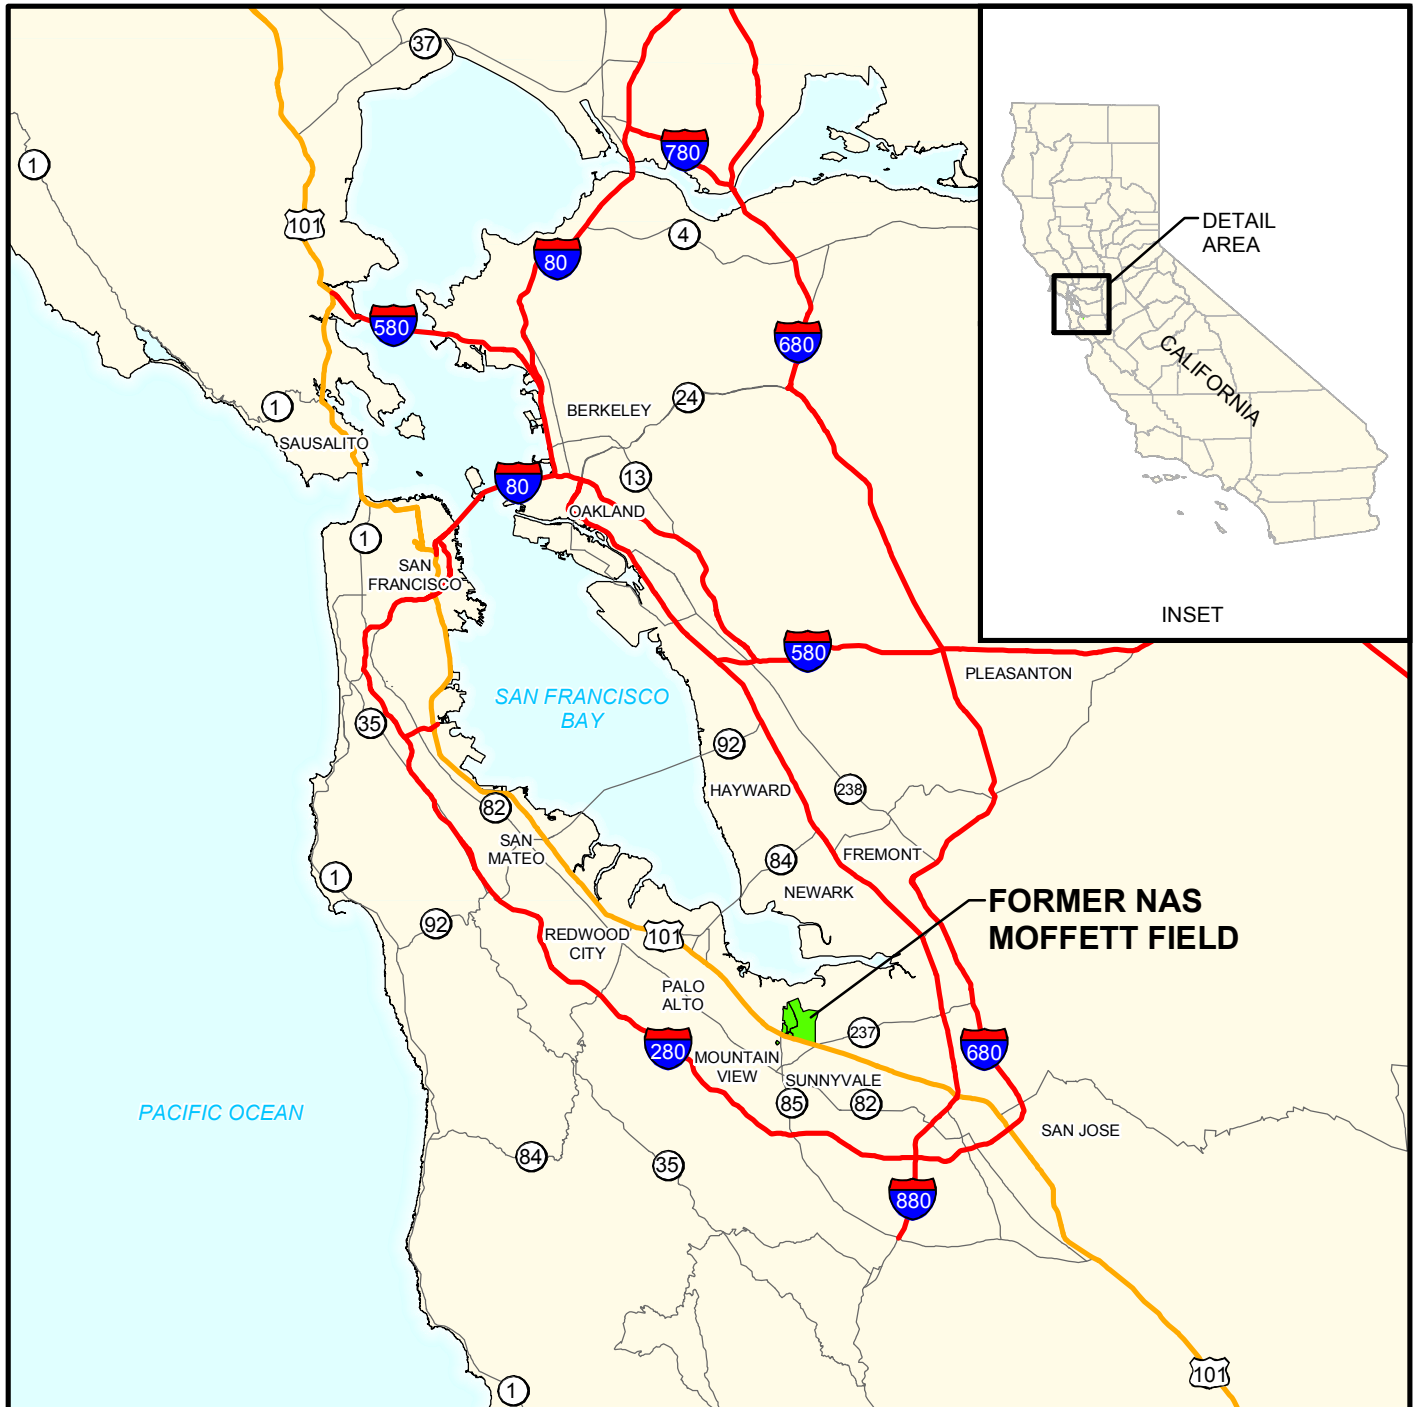 37
1
780
101
4
80
580
680
DETAIL
AREA
CALIFORNIA
INSET
24
1
BERKELEY
SAUSALITO
13
80
OAKLAND
1
SAN
FRANCISCO
580
PLEASANTON
SAN FRANCISCO
BAY
35
92
HAYWARD
238
82
SAN
MATEO
84
FREMONT
1
NEWARK
92
FORMER NAS
MOFFETT FIELD
REDWOOD
CITY
101
PALO
ALTO
237
280
680
MOUNTAIN
VIEW
SUNNYVALE
85
82
PACIFIC OCEAN
SAN JOSE
84
35
880
101
1